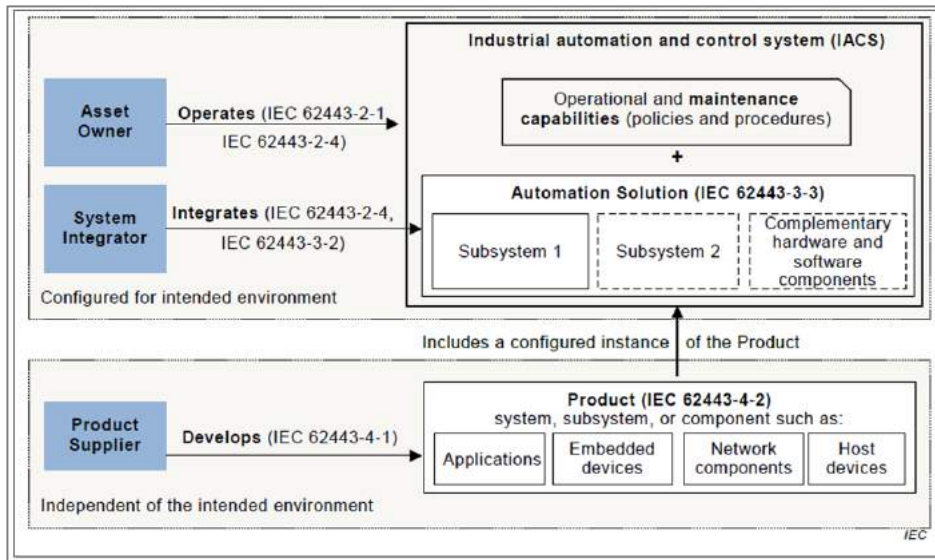 Industrial automation and control system (IACS)
Asset
Owner
Operates (IEC 62443-2-1
IEC 62443-2-4)
Operational and maintenance
capabilities (policies and procedures)
+
System
Integrator
Integrates (IEC 62443-2-4,
IEC 62443-3-2)
Automation Solution (IEC 62443-3-3)
Subsystem 1
Subsystem 2
Complementary
hardware and
software
components
Configured for intended environment
Includes a configured instance of the Product
Product
Supplier
Develops (IEC 62443-4-1)
Product (IEC 62443-4-2)
system, subsystem, or component such as:
Applications
Embedded
devices
Network
components
Host
devices
Independent of the intended environment
IEC